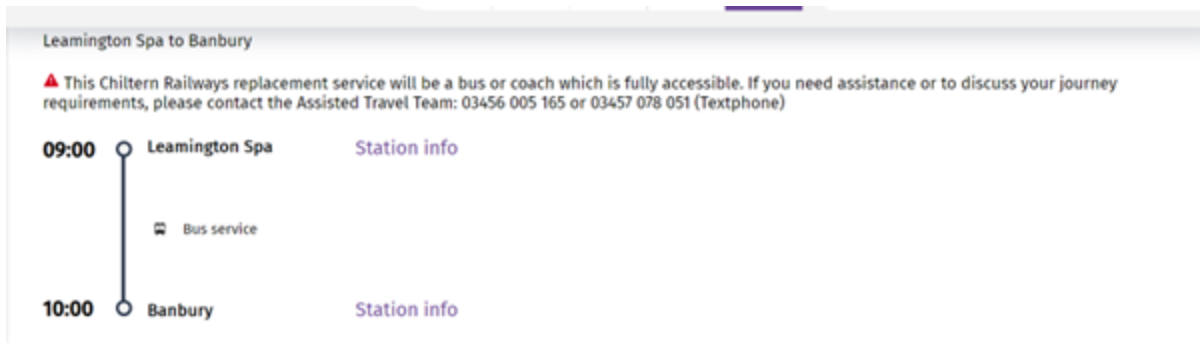 Leamington Spa to Banbury
This Chiltern Railways replacement service will be a bus or coach which is fully accessible. If you need assistance or to discuss your journey
requirements, please contact the Assisted Travel Team: 03456 005 165 or 03457 078 051 (Textphone)
09:00 Leamington Spa Station info
Bus service
10:00 Banbury Station info